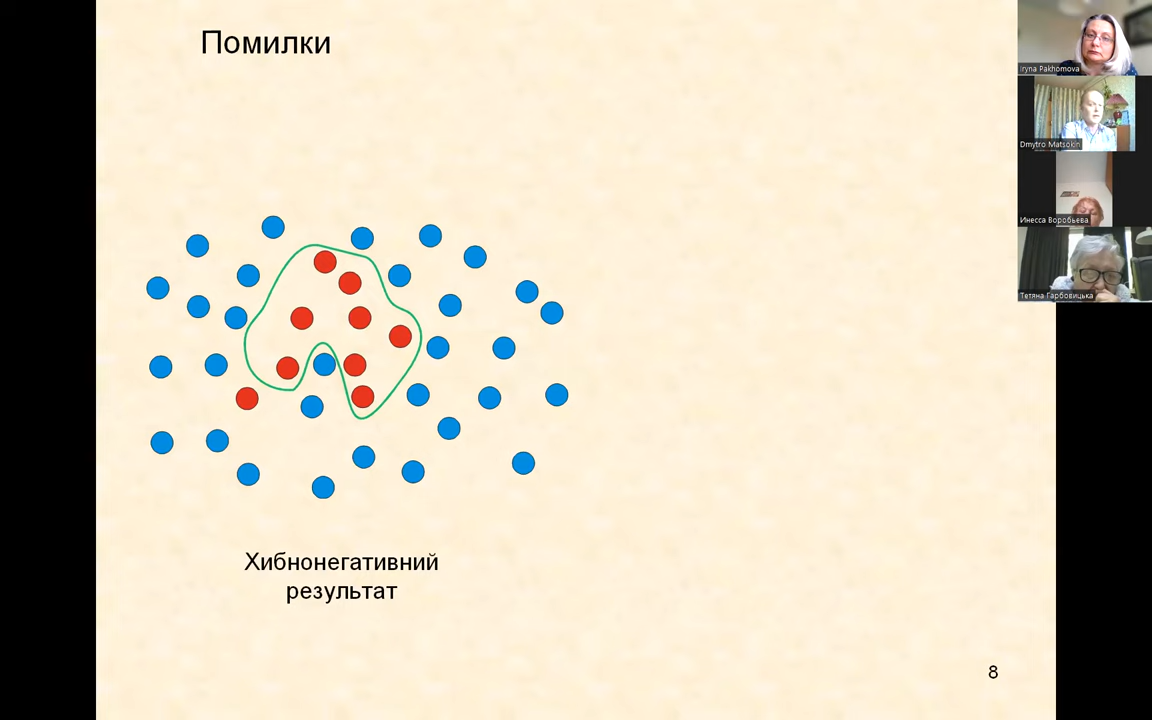 Помилки
Хибнонегативний
результат
8
Iryna Pakhomova
Dmytro Matsokin
Инесса Воробьева
Тетяна Гарбовицька